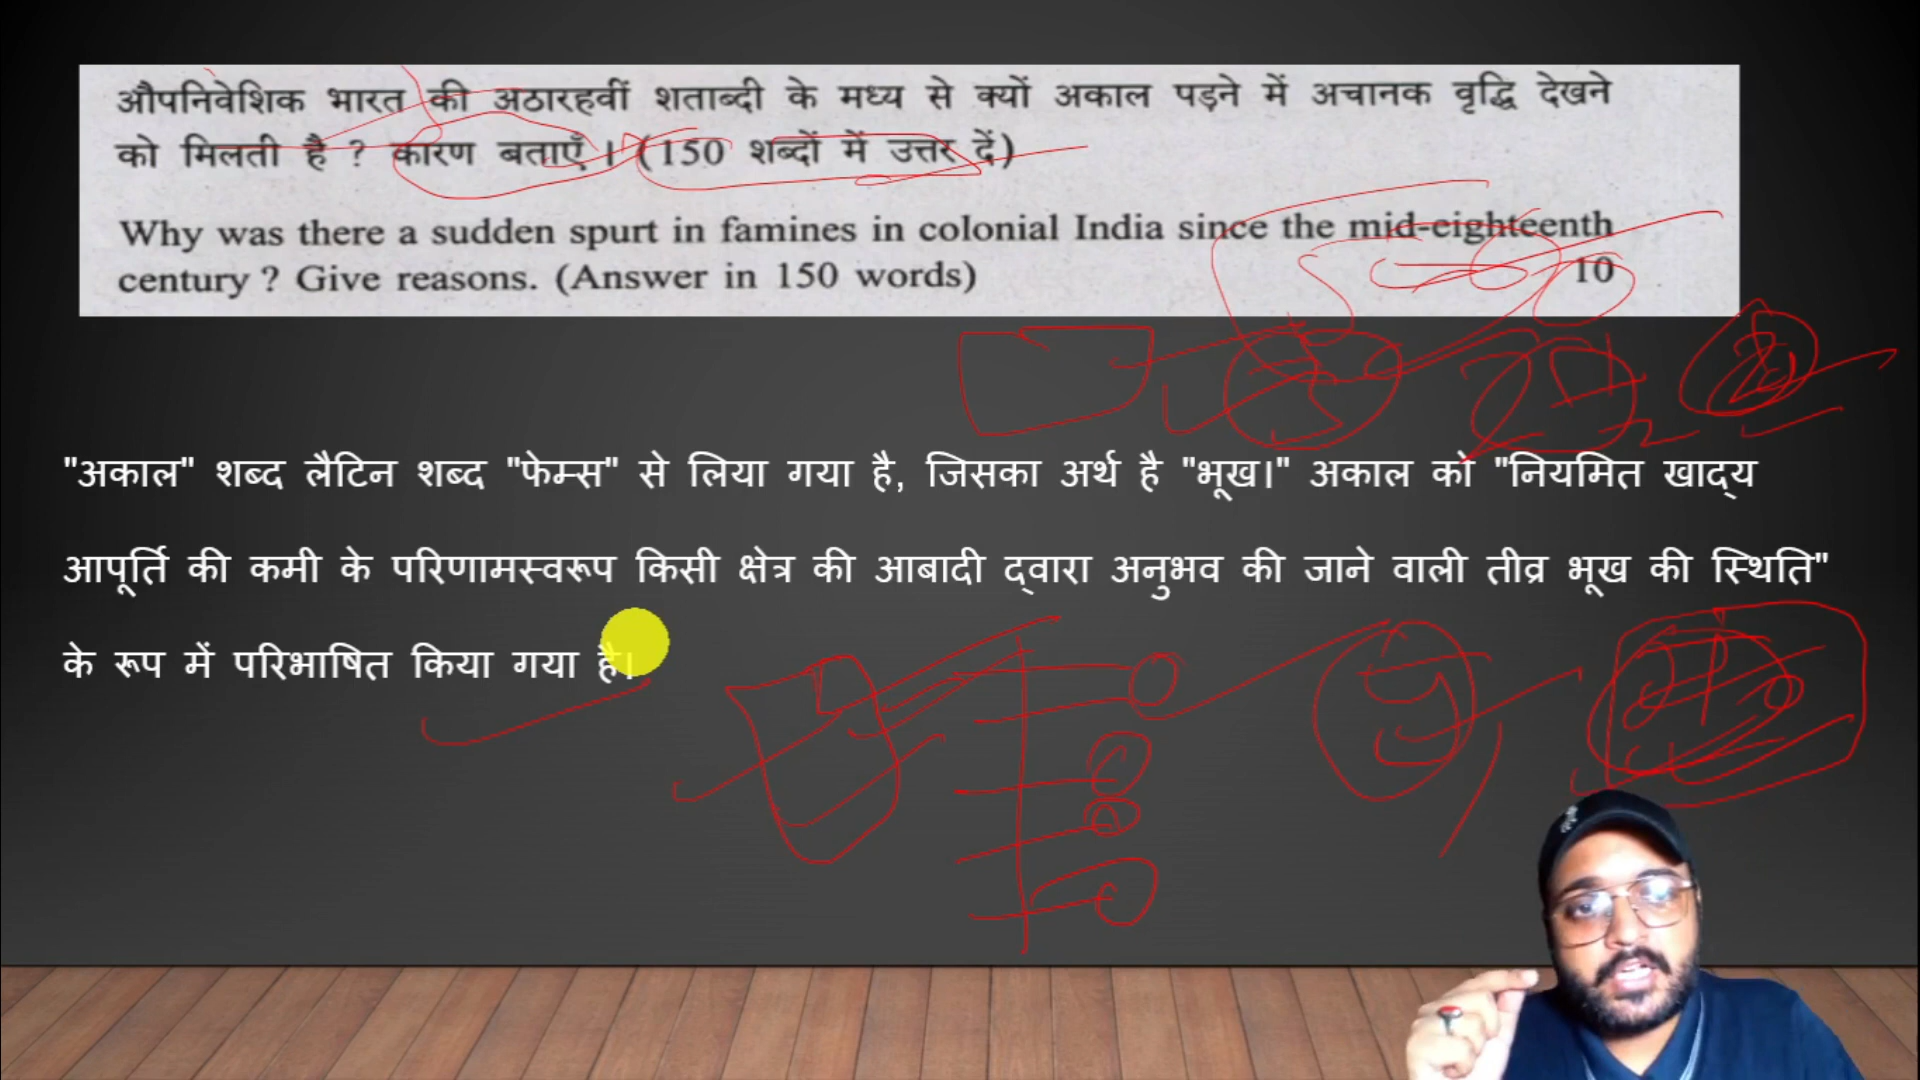 औपनिवेशिक भारत की अठारहवीं शताब्दी के मध्य से क्यों अकाल पड़ने में अचानक वृद्धि देखने
को मिलती है ? कारण बताएँ । (150 शब्दों में उत्तर दें)
Why was there a sudden spurt in famines in colonial India since the mid-eighteenth
century ? Give reasons. (Answer in 150 words) 10
"अकाल" शब्द लैटिन शब्द "फेम्स" से लिया गया है, जिसका अर्थ है "भूख।" अकाल को "नियमित खाद्य
आपूर्ति की कमी के परिणामस्वरूप किसी क्षेत्र की आबादी द्वारा अनुभव की जाने वाली तीव्र भूख की स्थिति"
के रूप में परिभाषित किया गया है।